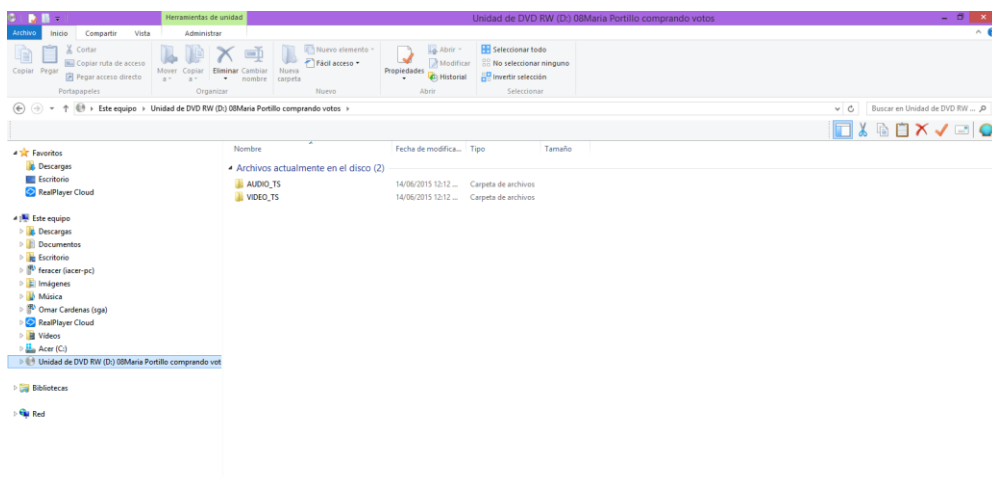 Herramientas de unidad
Unidad de DVD RW (D:) 08Maria Portillo comprando votos
Archivo Inicio Compartir Vista Administrar
Copiar Pegar
Cortar
Copiar ruta de acceso
Pegar acceso directo
Portapapeles
Mover a Copiar a Eliminar Cambiar nombre
Organizar
Nueva carpeta
Nuevo elemento
Fácil acceso
Nuevo
Propiedades
Abrir
Modificar
Historial
Abrir
Seleccionar todo
No seleccionar ninguno
Invertir selección
Seleccionar
Este equipo Unidad de DVD RW (D:) 08Maria Portillo comprando votos
Buscar en Unidad de DVD RW ...
Favoritos
Descargas
Escritorio
RealPlayer Cloud
Este equipo
Descargas
Documentos
Escritorio
feracer (iacer-pc)
Imágenes
Música
Omar Cardenas (sga)
RealPlayer Cloud
Vídeos
Acer (C:)
Unidad de DVD RW (D:) 08Maria Portillo comprando vot
Bibliotecas
Red
Nombre Fecha de modifica... Tipo Tamaño
Archivos actualmente en el disco (2)
AUDIO_TS 14/06/2015 12:12 ... Carpeta de archivos
VIDEO_TS 14/06/2015 12:12 ... Carpeta de archivos